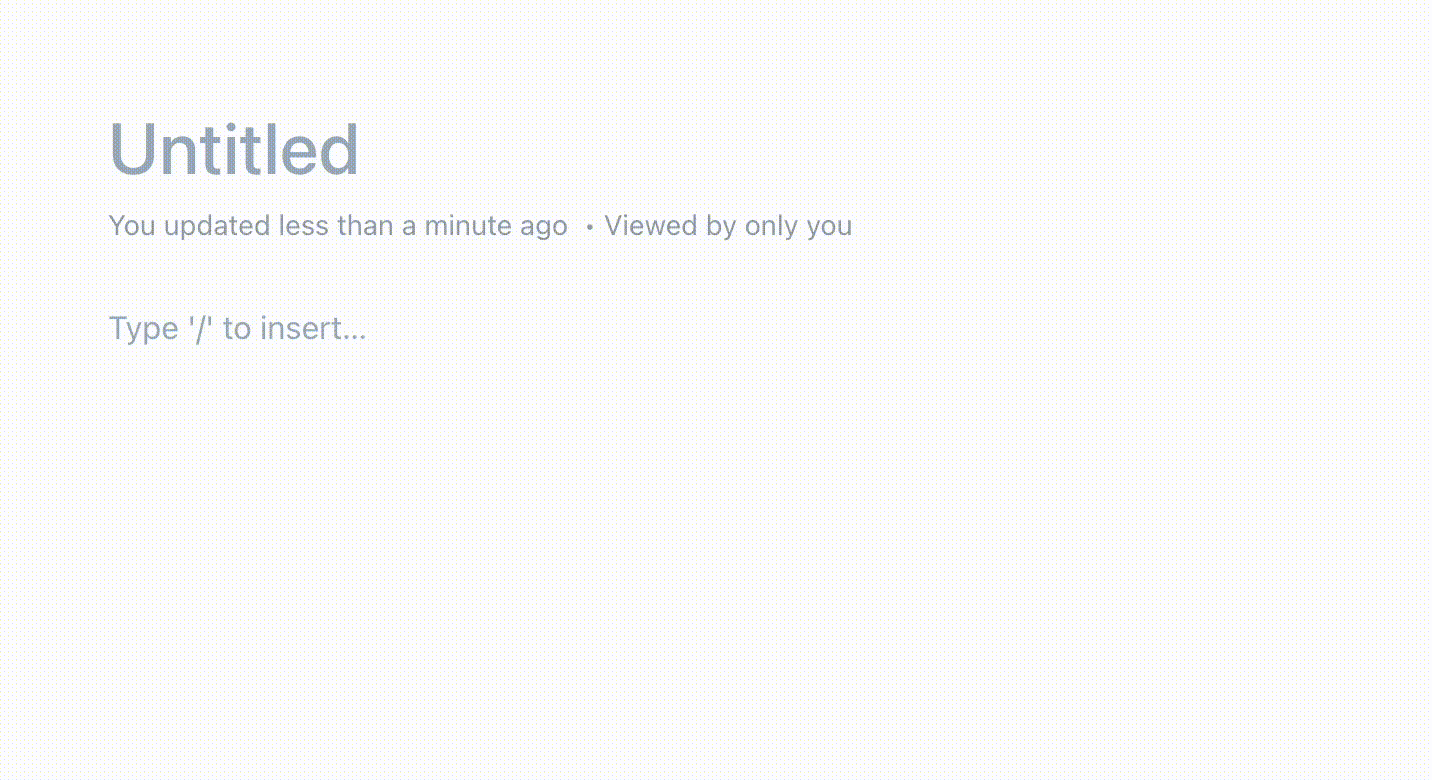 Untitled
You updated less than a minute ago • Viewed by only you
Type '/' to insert...